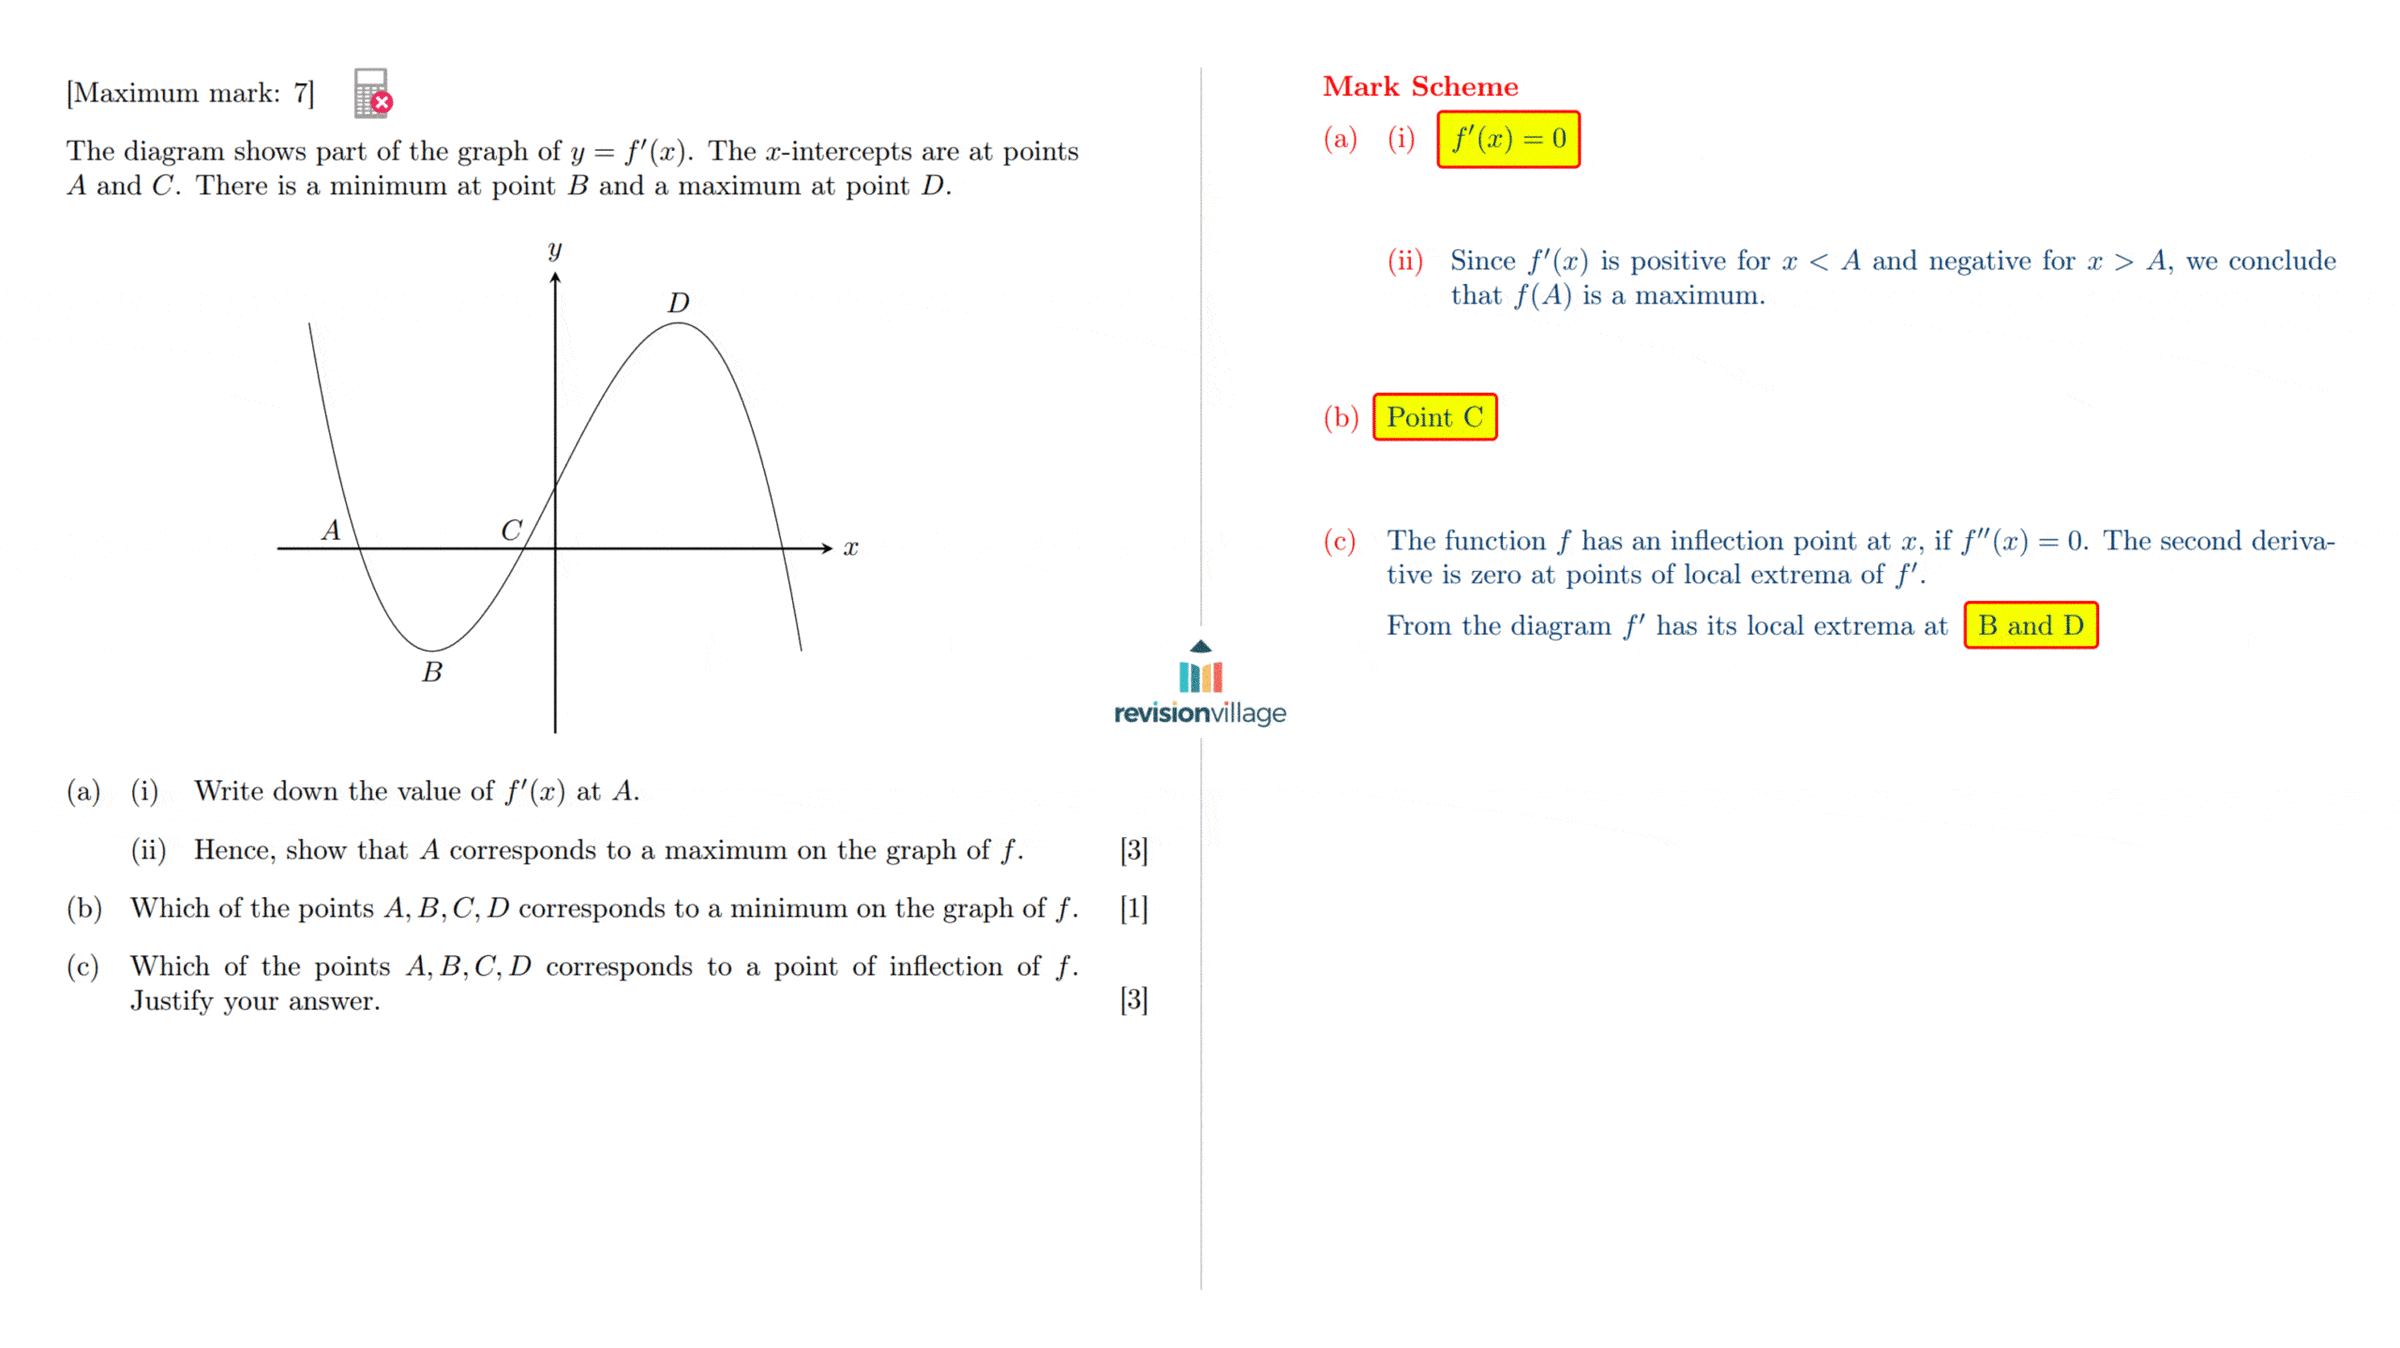 [Maximum mark: 7]
The diagram shows part of the graph of y = f′(x). The x-intercepts are at points
A and C. There is a minimum at point B and a maximum at point D.
y
D
A
C
x
B
(a) (i) Write down the value of f′(x) at A.
(ii) Hence, show that A corresponds to a maximum on the graph of f. [3]
(b) Which of the points A, B, C, D corresponds to a minimum on the graph of f. [1]
(c) Which of the points A, B, C, D corresponds to a point of inflection of f.
Justify your answer. [3]
revisionvillage
Mark Scheme
(a) (i) f′(x) = 0
(ii) Since f′(x) is positive for x < A and negative for x > A, we conclude
that f(A) is a maximum.
(b) Point C
(c) The function f has an inflection point at x, if f″(x) = 0. The second deriva-
tive is zero at points of local extrema of f′.
From the diagram f′ has its local extrema at B and D